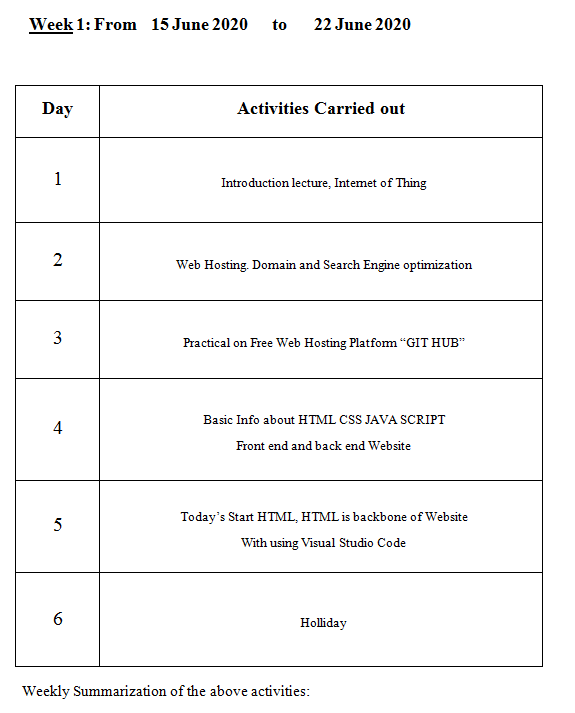 Week 1: From 15 June 2020 to 22 June 2020
Day Activities Carried out
1 Introduction lecture, Internet of Thing
2 Web Hosting. Domain and Search Engine optimization
3 Practical on Free Web Hosting Platform “GIT HUB”
4 Basic Info about HTML CSS JAVA SCRIPT
Front end and back end Website
5 Today’s Start HTML, HTML is backbone of Website
With using Visual Studio Code
6 Holliday
Weekly Summarization of the above activities: